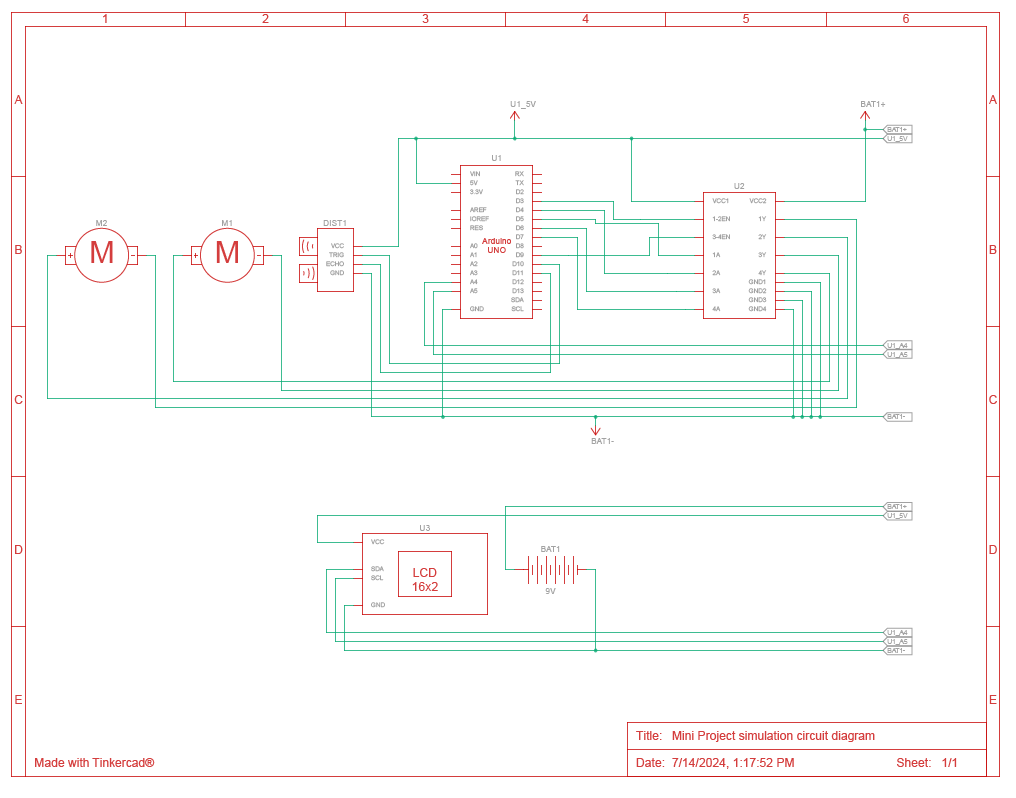 1 2 3 4 5 6
A A
U1_5V BAT1+
BAT1+
U1_5V
U1
VIN RX
5V TX
3.3V D2
D3
AREF D4
IOREF D5
RES D6
D7
A0 D8
A1 D9
A2 D10
A3 D11
A4 D12
A5 D13
SDA
GND SCL
Arduino
UNO
U2
VCC1 VCC2
1-2EN 1Y
3-4EN 2Y
1A 3Y
2A 4Y
GND1
3A GND2
GND3
4A GND4
B B
M2 M1 DIST1
+ M - + M -
VCC
TRIG
ECHO
GND
U1_A4
U1_A5
C C
BAT1-
BAT1-
BAT1+
U1_5V
D D
U3
VCC
SDA
SCL
GND
LCD
16x2
BAT1
9V
U1_A4
U1_A5
BAT1-
E E
Title: Mini Project simulation circuit diagram
Made with Tinkercad®
Date: 7/14/2024, 1:17:52 PM Sheet: 1/1